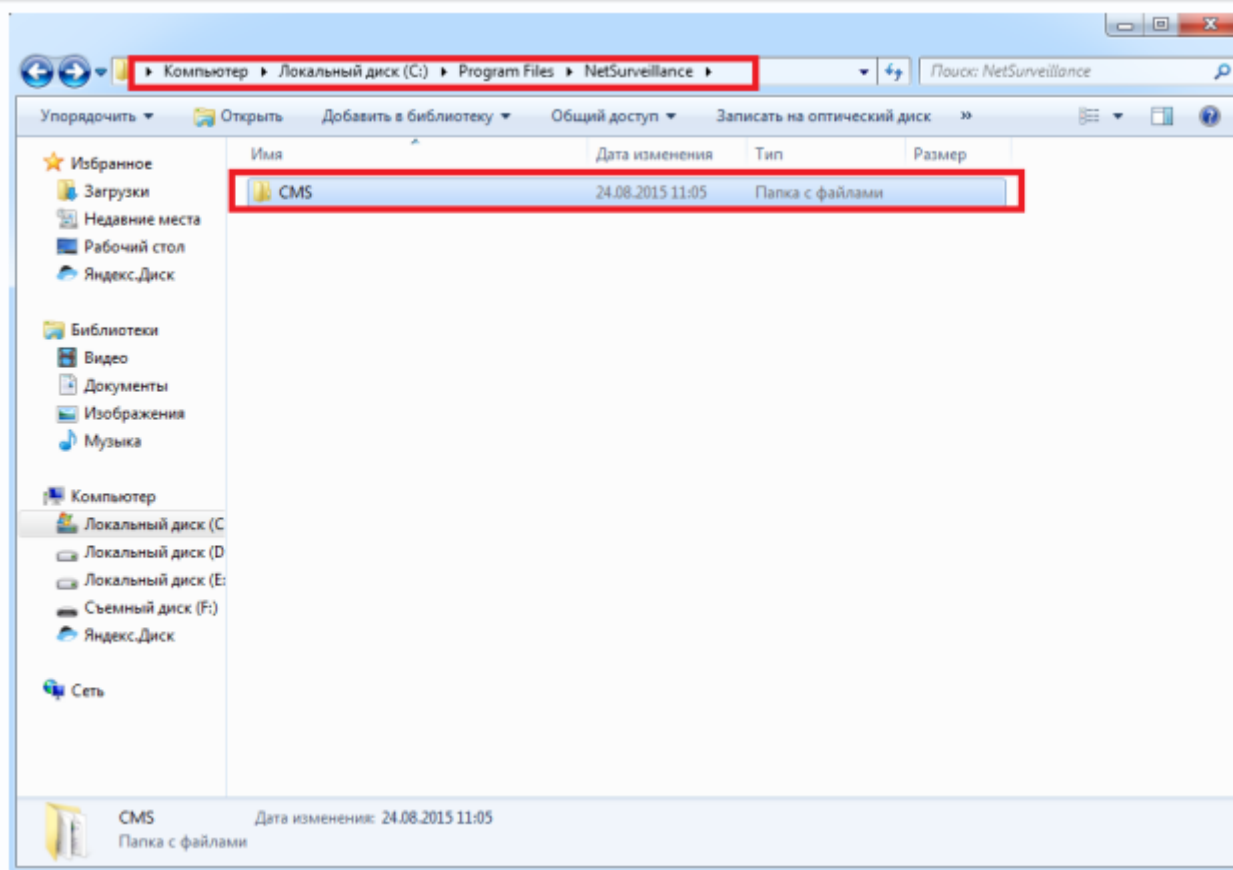 Компьютер Локальный диск (C:) Program Files NetSurveillance Поиск: NetSurveillance
Упорядочить Открыть Добавить в библиотеку Общий доступ Записать на оптический диск »
Имя Дата изменения Тип Размер
CMS 24.08.2015 11:05 Папка с файлами
Избранное
Загрузки
Недавние места
Рабочий стол
Яндекс.Диск
Библиотеки
Видео
Документы
Изображения
Музыка
Компьютер
Локальный диск (C
Локальный диск (D
Локальный диск (E:
Съемный диск (F:)
Яндекс.Диск
Сеть
CMS Дата изменения: 24.08.2015 11:05
Папка с файлами